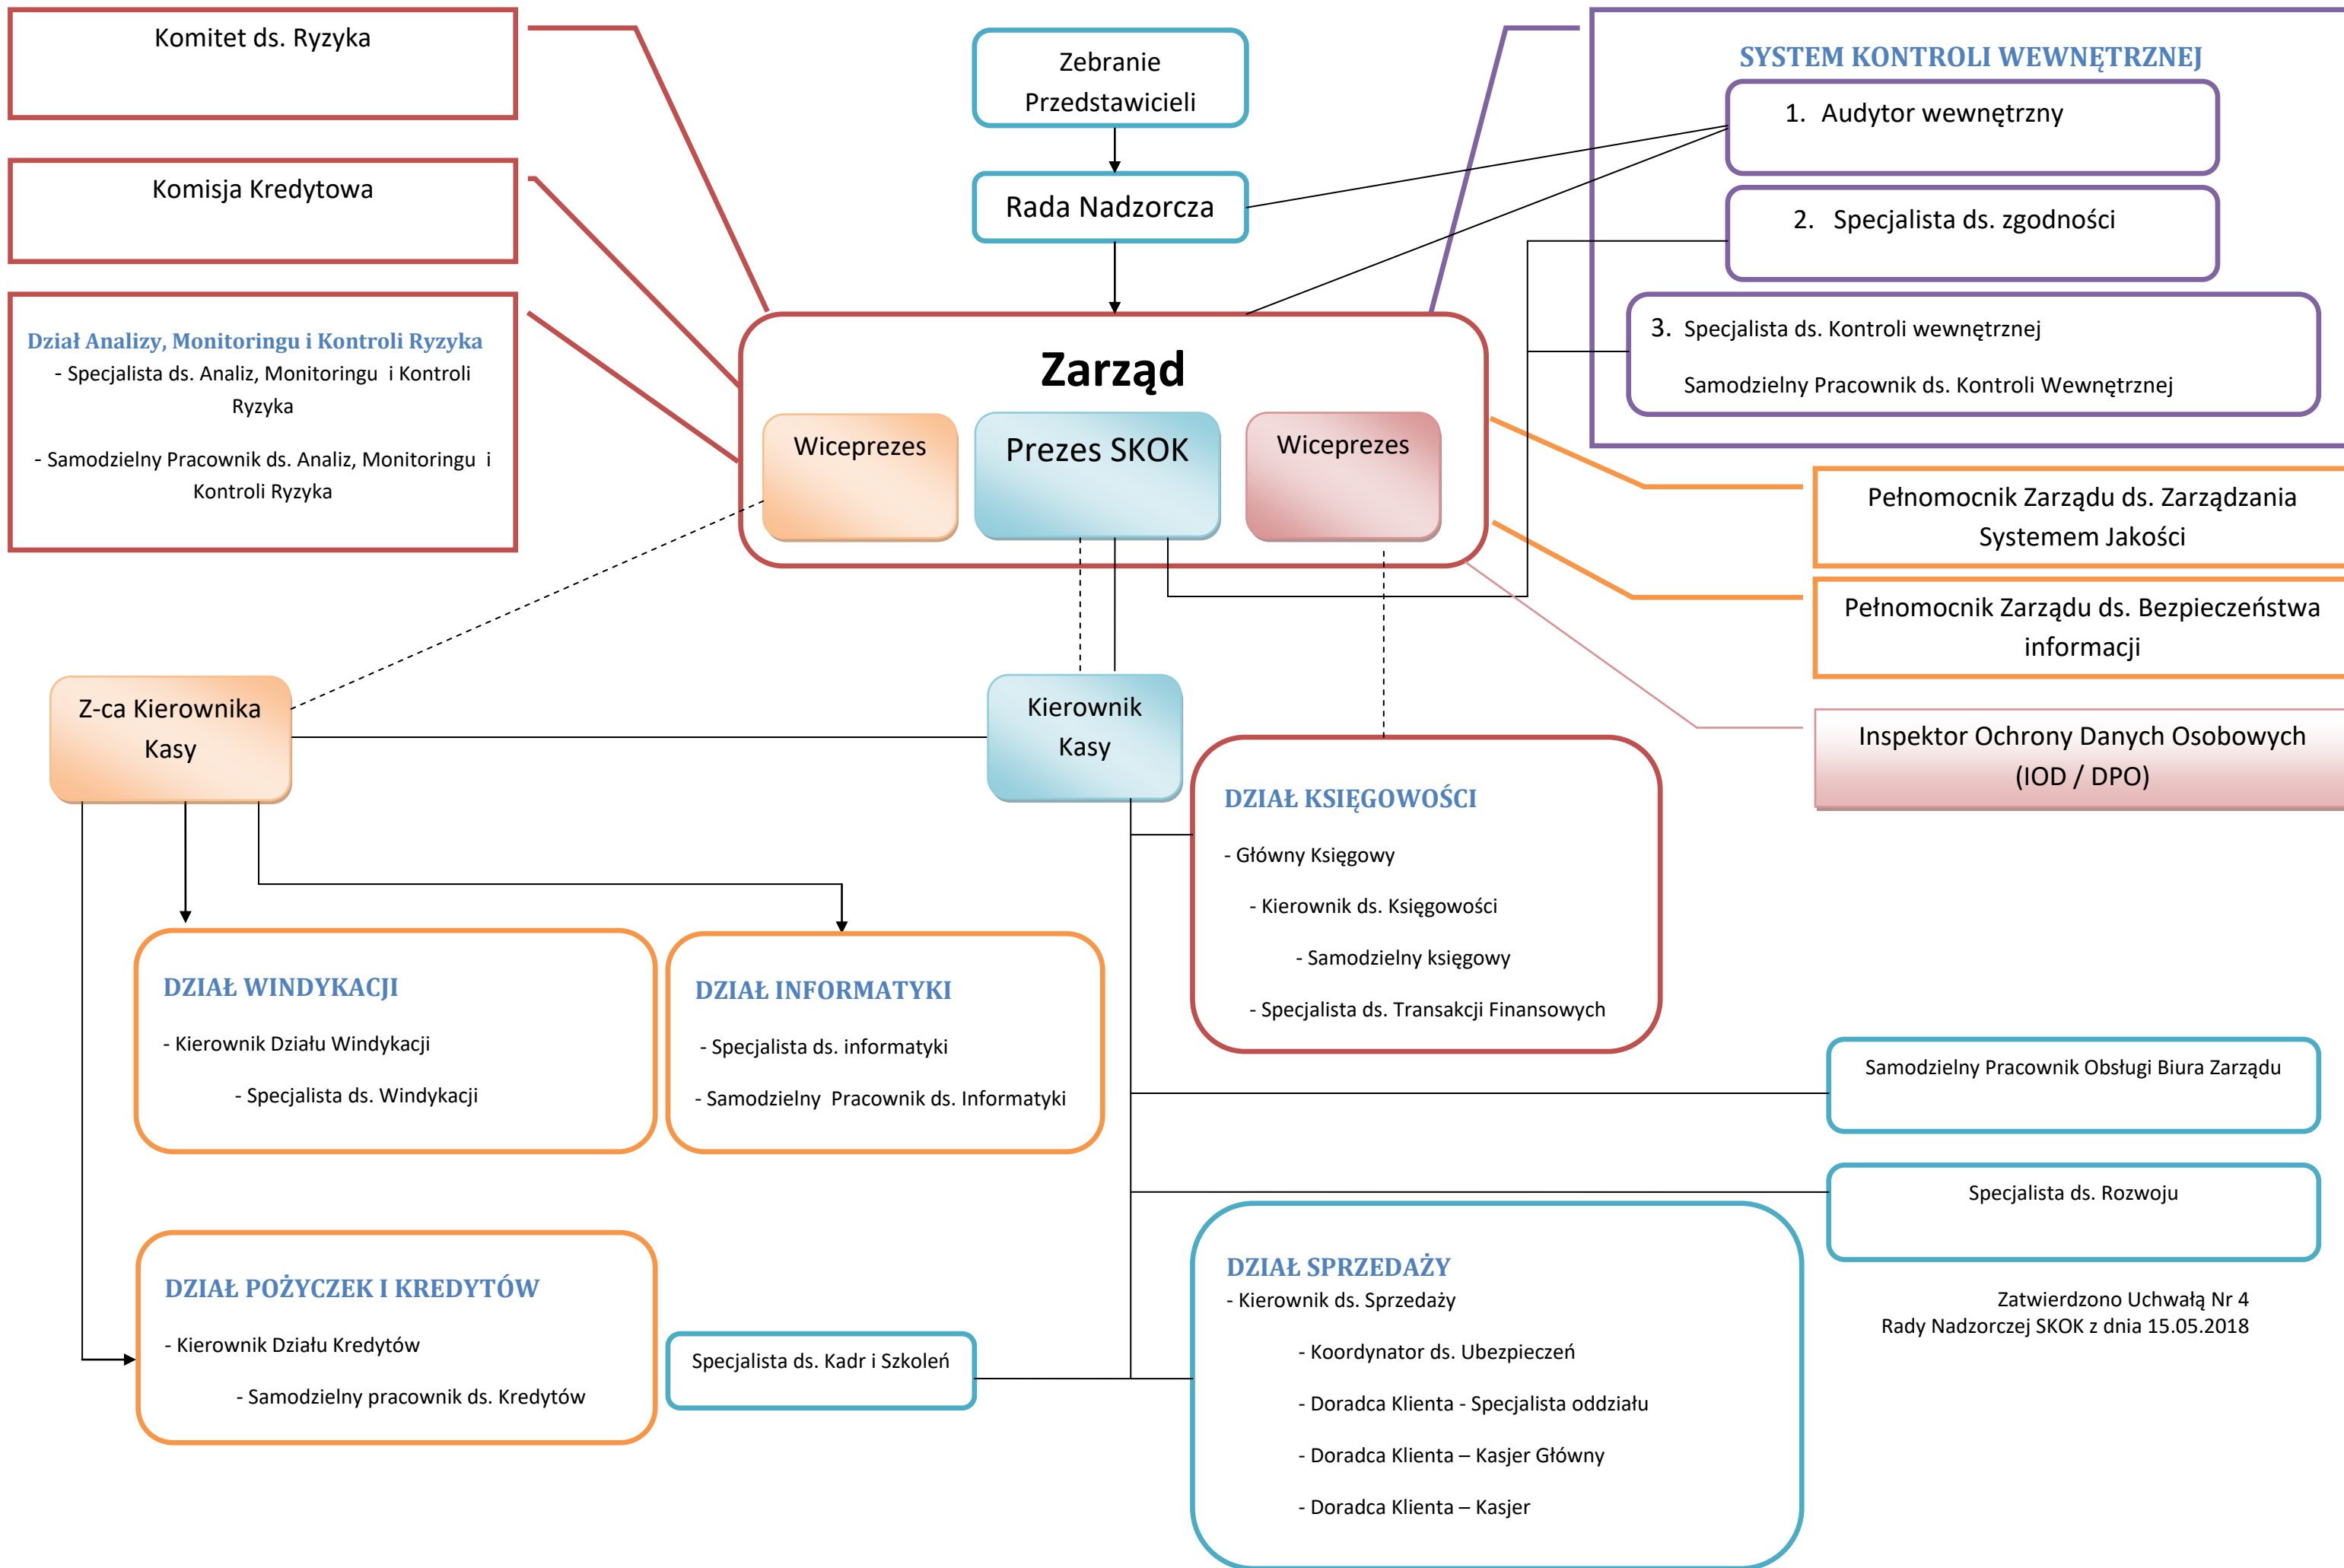 Komitet ds. Ryzyka
Komisja Kredytowa
Dział Analizy, Monitoringu i Kontroli Ryzyka
- Specjalista ds. Analiz, Monitoringu i Kontroli
Ryzyka
- Samodzielny Pracownik ds. Analiz, Monitoringu i
Kontroli Ryzyka
Zebranie
Przedstawicieli
Rada Nadzorcza
SYSTEM KONTROLI WEWNĘTRZNEJ
1. Audytor wewnętrzny
2. Specjalista ds. zgodności
3. Specjalista ds. Kontroli wewnętrznej
Samodzielny Pracownik ds. Kontroli Wewnętrznej
Zarząd
Wiceprezes
Prezes SKOK
Wiceprezes
Pełnomocnik Zarządu ds. Zarządzania
Systemem Jakości
Pełnomocnik Zarządu ds. Bezpieczeństwa
informacji
Inspektor Ochrony Danych Osobowych
(IOD / DPO)
Z-ca Kierownika
Kasy
Kierownik
Kasy
DZIAŁ KSIĘGOWOŚCI
- Główny Księgowy
- Kierownik ds. Księgowości
- Samodzielny księgowy
- Specjalista ds. Transakcji Finansowych
DZIAŁ WINDYKACJI
- Kierownik Działu Windykacji
- Specjalista ds. Windykacji
DZIAŁ INFORMATYKI
- Specjalista ds. informatyki
- Samodzielny Pracownik ds. Informatyki
Samodzielny Pracownik Obsługi Biura Zarządu
Specjalista ds. Rozwoju
DZIAŁ POŻYCZEK I KREDYTÓW
- Kierownik Działu Kredytów
- Samodzielny pracownik ds. Kredytów
Specjalista ds. Kadr i Szkoleń
DZIAŁ SPRZEDAŻY
- Kierownik ds. Sprzedaży
- Koordynator ds. Ubezpieczeń
- Doradca Klienta - Specjalista oddziału
- Doradca Klienta – Kasjer Główny
- Doradca Klienta – Kasjer
Zatwierdzono Uchwałą Nr 4
Rady Nadzorczej SKOK z dnia 15.05.2018